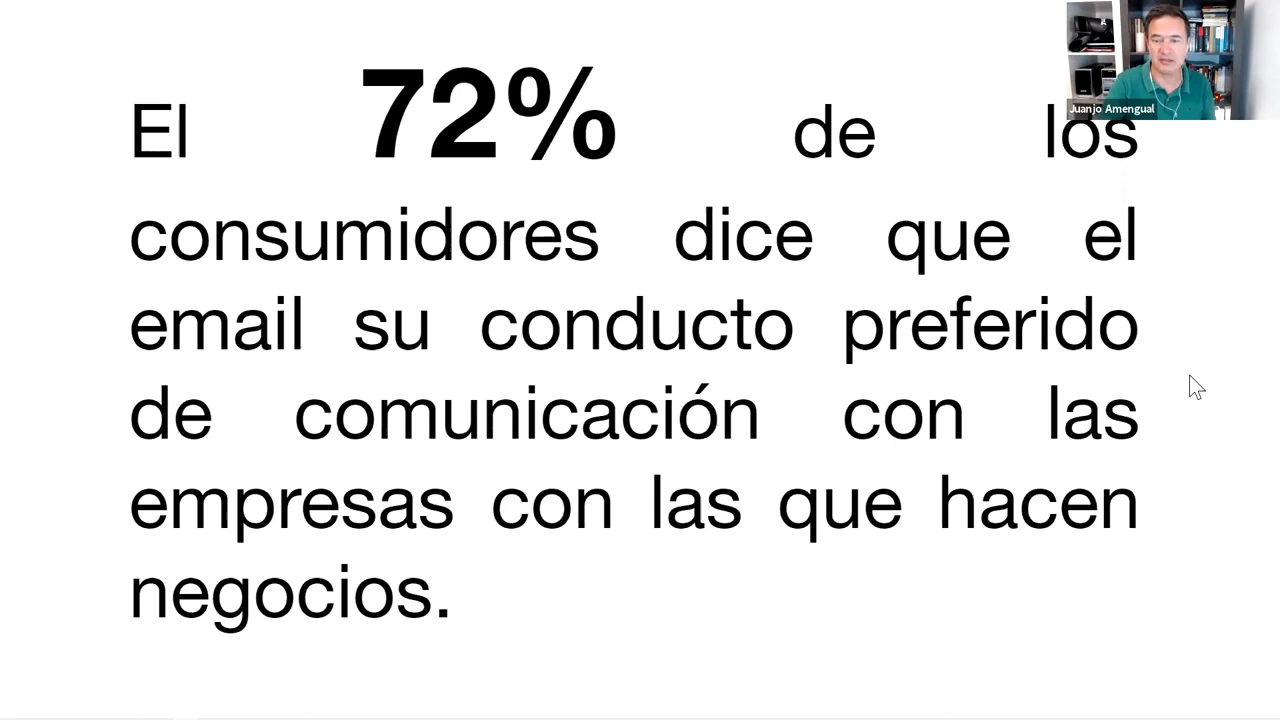 El 72% de los
consumidores dice que el
email su conducto preferido
de comunicación con las
empresas con las que hacen
negocios.
Juanjo Amengual